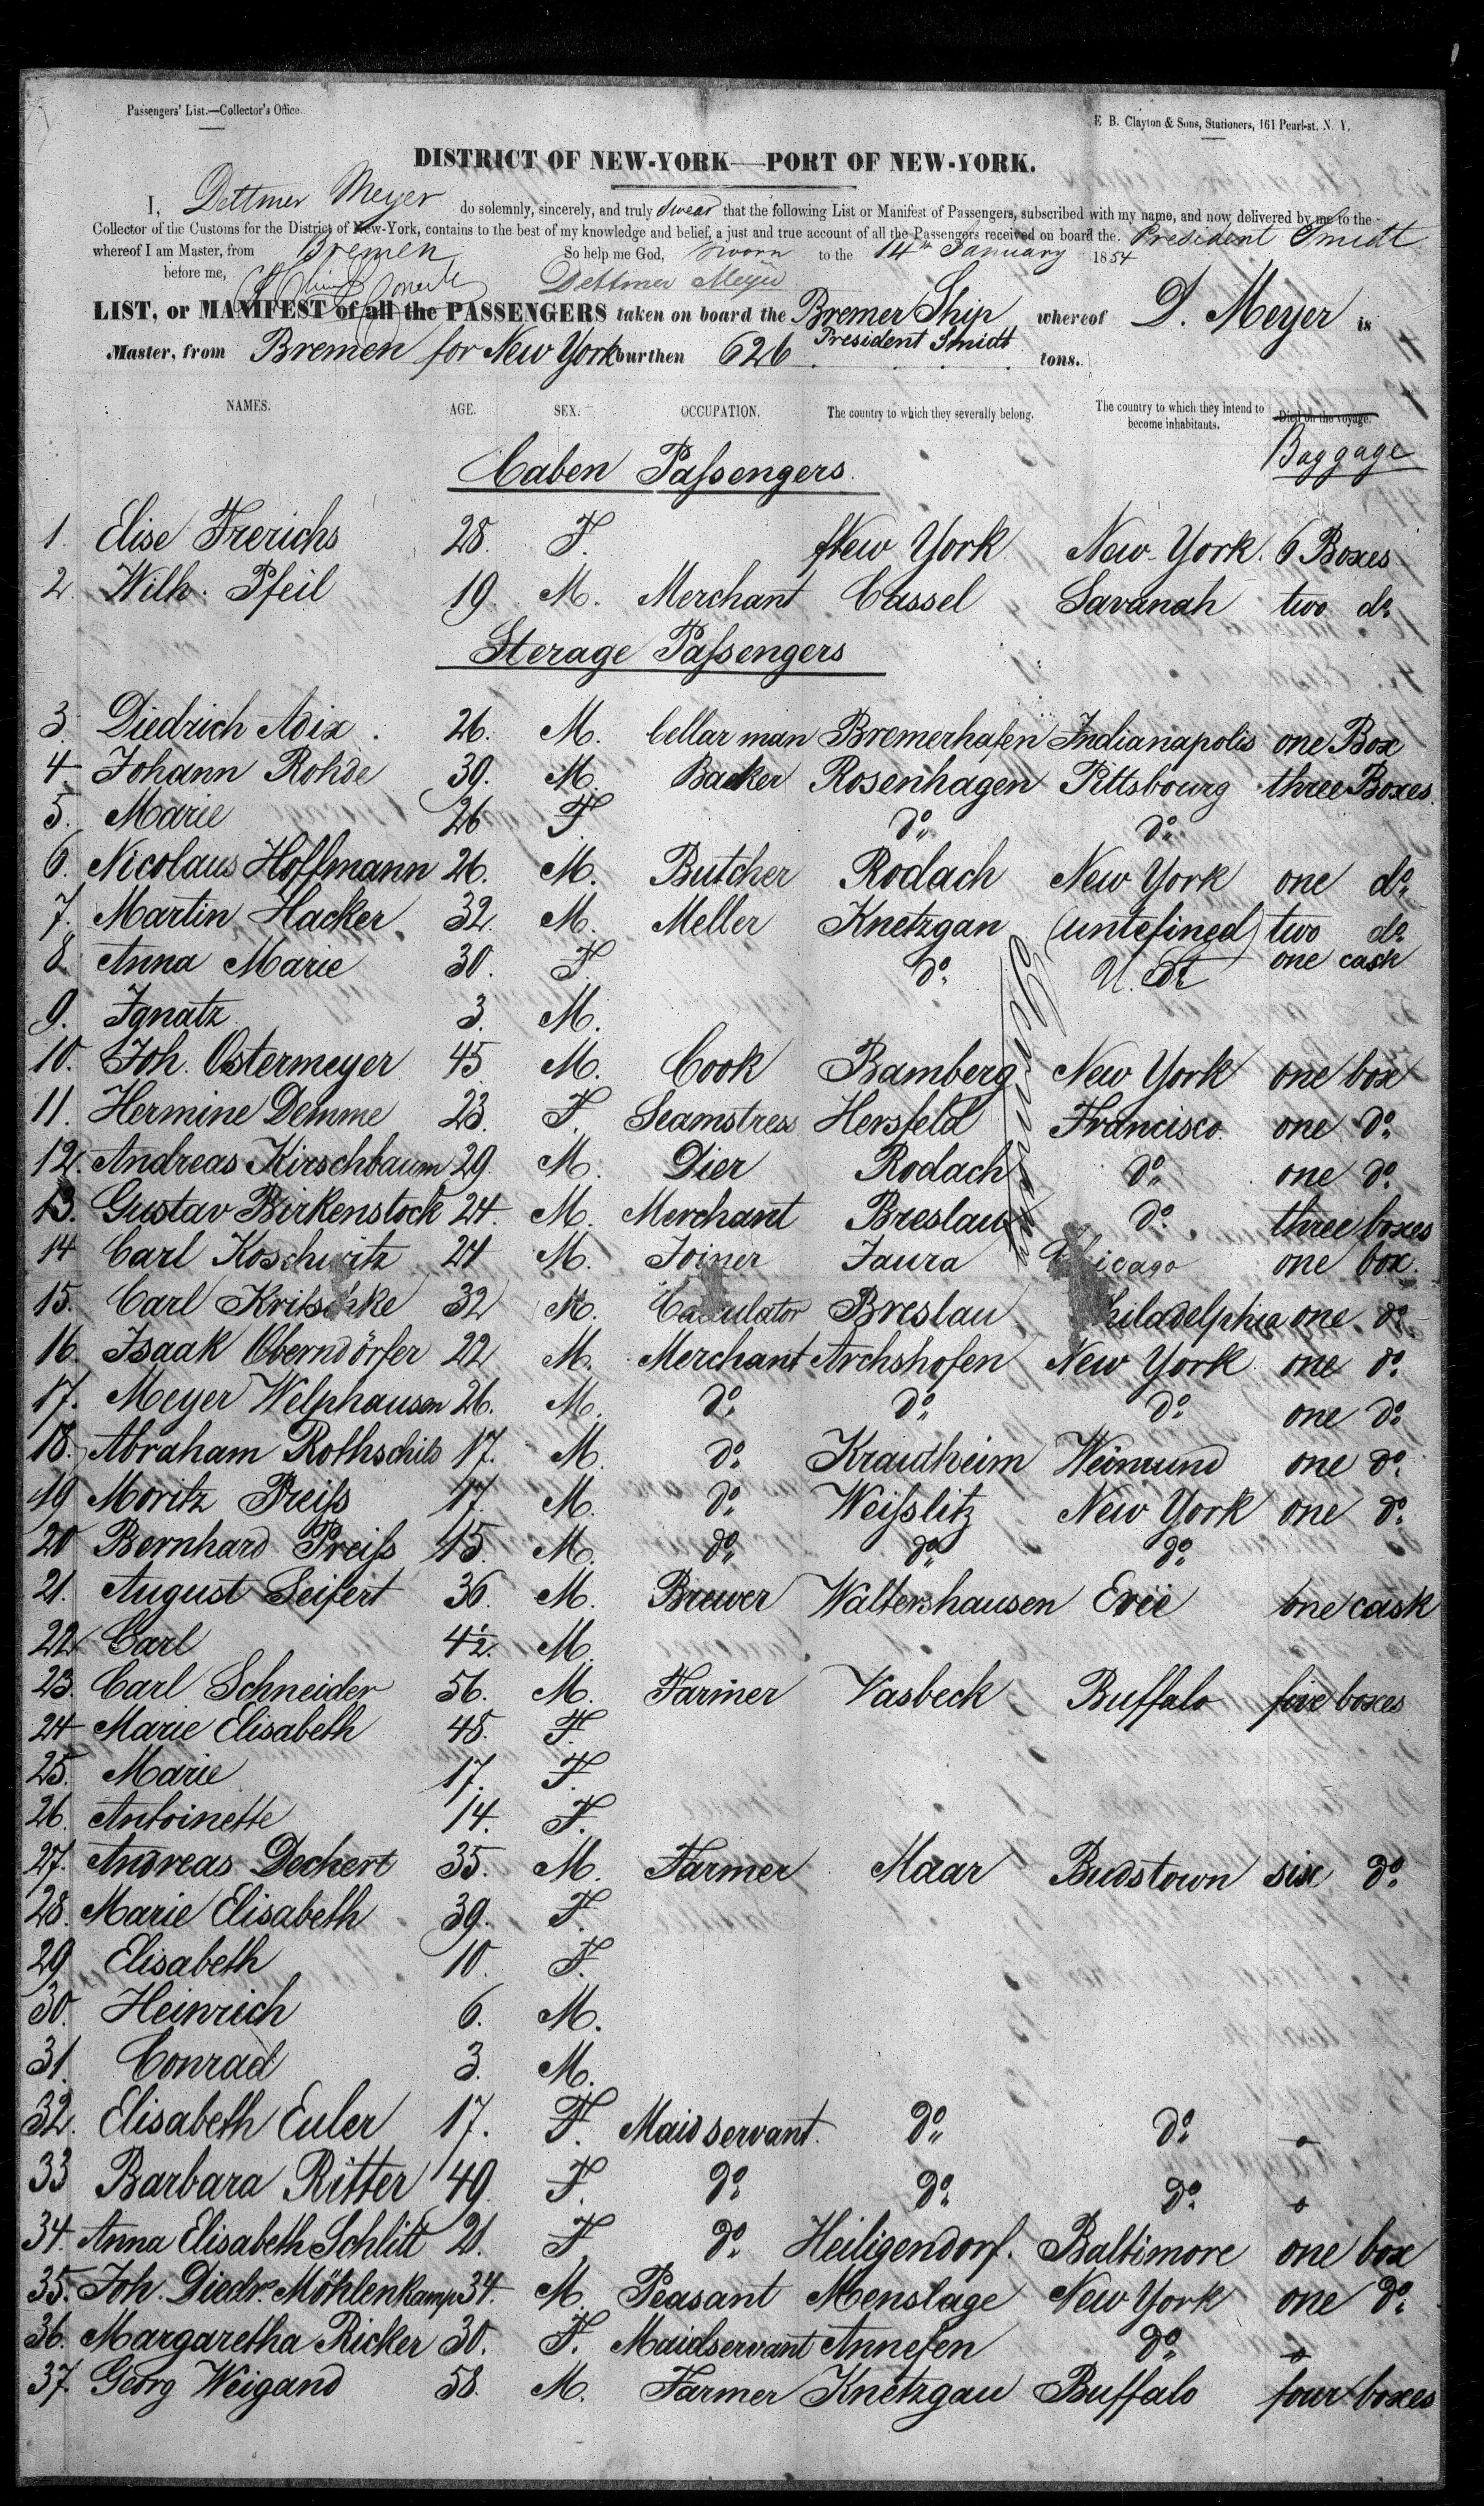 Passengers' List.—Collector's Office.
E. B. Clayton & Sons, Stationers, 161 Pearl-st. N. Y.
DISTRICT OF NEW-YORK—PORT OF NEW-YORK.
I, Dettmer Meyer do solemnly, sincerely, and truly swear that the following List or Manifest of Passengers, subscribed with my name, and now delivered by me to the
Collector of the Customs for the District of New-York, contains to the best of my knowledge and belief, a just and true account of all the Passengers received on board the President Smidt
whereof I am Master, from Bremen So help me God, sworn to the 14th January 1854
before me, Dettmer Meyer
LIST, or MANIFEST of all the PASSENGERS taken on board the Bremer Ship President Smidt whereof D. Meyer is
Master, from Bremen for New York burthen 626 tons.
NAMES. AGE. SEX. OCCUPATION. The country to which they severally belong. The country to which they intend to become inhabitants. Died on the voyage.
Baggage
Caben Passengers.
1. Elise Frerichs 28. F. New York New-York. 6 Boxes
2. Wilh. Pfeil 19. M. Merchant Cassel Savanah two do
Sterage Passengers
3. Diedrich Adix. 26. M. Cellar man Bremerhafen Indianapolis one Box
4 Johann Rohde 39. M. Backer Rosenhagen Pittsbourg three Boxes.
5. Marie 26 F. do do
6. Nicolaus Hoffmann 26. M. Butcher Rodach New York one do
7. Martin Hacker. 32. M. Meller Knetzgau (untefined) two do
8. Anna Marie 30. F. do U. St. one cask
9. Ignatz 3. M.
10. Joh. Ostermeyer 45 M. Cook Bamberg New York one box
11. Hermine Demme 23. F. Seamstress Hersfeld Francisco. one do
12. Andreas Kirschbaum 29. M. Dier Rodach do one do
13. Gustav Birkenstock 24. M. Merchant Breslau do three boxes
14 Carl Koschwitz 24 M. Joiner Jaura Chicago one box.
15. Carl Kritschke 32 M. Calculator Breslau Philadelphia one do
16. Isaak Oberndörfer 22 M. Merchant Archshofen New York one do
17. Meyer Welphausen 26. M. do do do one do
18. Abraham Rothschild 17. M. do Krautheim one do
19 Moritz Preiss 17. M. do Weisslitz New York one do
20 Bernhard Preiss 15. M. do do do
21. August Seifert 36. M. Brewer Waltershausen Erie one cask
22 Carl 4½. M.
23. Carl Schneider 56. M. Farmer Vasbeck Buffalo five boxes
24 Marie Elisabeth 48. F.
25. Marie 17. F.
26. Antoinette 14. F.
27. Andreas Dechert 35. M. Farmer Maar Budstown six do
28. Marie Elisabeth 39. F.
29 Elisabeth 10. F.
30. Heinrich 6. M.
31. Conrad 3. M.
32. Elisabeth Euler 17. F. Maidservant. do do
33 Barbara Ritter 49. F. do do do
34. Anna Elisabeth Schlitt 21. F do Heiligendorf. Baltimore one box
35. Joh. Diedr. Möhlenkamp 34. M. Peasant Menslage New York one do
36. Margaretha Ricker 30. F. Maidservant Annefen do
37. Georg Weigand 58. M. Farmer Knetzgau Buffalo four boxes